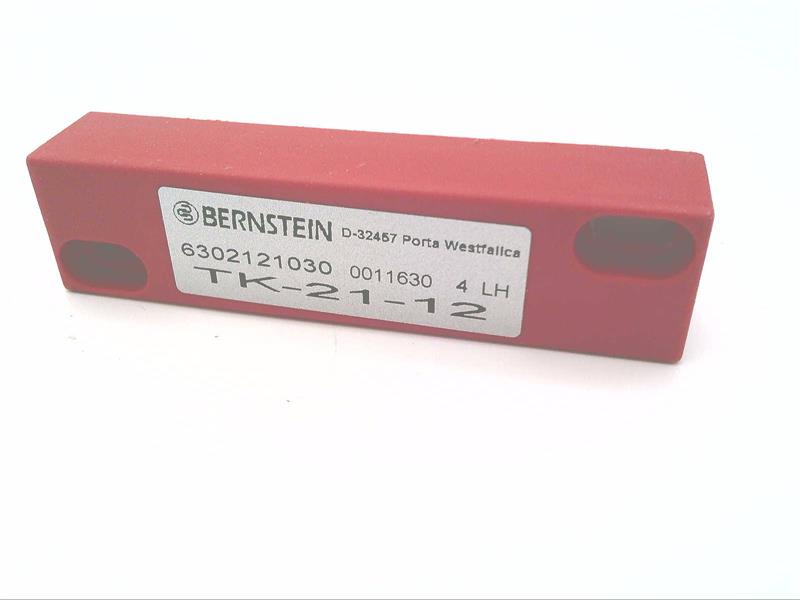 BERNSTEIN D-32457 Porta Westfalica
6302121030 0011630 4 LH
TK-21-12